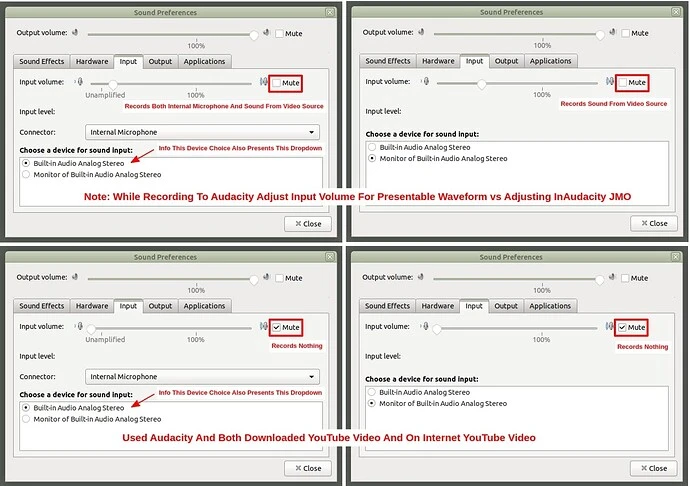 Sound Preferences
Output volume: Mute
100%
Sound Effects Hardware Input Output Applications
Input volume: Mute
Unamplified 100%
Records Both Internal Microphone And Sound From Video Source
Input level:
Connector: Internal Microphone
Choose a device for sound input: Info This Device Choice Also Presents This Dropdown
Built-in Audio Analog Stereo
Monitor of Built-in Audio Analog Stereo
Close
Sound Preferences
Output volume: Mute
100%
Sound Effects Hardware Input Output Applications
Input volume: Mute
100%
Records Sound From Video Source
Input level:
Choose a device for sound input:
Built-in Audio Analog Stereo
Monitor of Built-in Audio Analog Stereo
Close
Note: While Recording To Audacity Adjust Input Volume For Presentable Waveform vs Adjusting InAudacity JMO
Sound Preferences
Output volume: Mute
100%
Sound Effects Hardware Input Output Applications
Input volume: Mute
Unamplified 100%
Records Nothing
Input level:
Connector: Internal Microphone
Choose a device for sound input: Info This Device Choice Also Presents This Dropdown
Built-in Audio Analog Stereo
Monitor of Built-in Audio Analog Stereo
Close
Sound Preferences
Output volume: Mute
100%
Sound Effects Hardware Input Output Applications
Input volume: Mute
100%
Records Nothing
Input level:
Choose a device for sound input:
Built-in Audio Analog Stereo
Monitor of Built-in Audio Analog Stereo
Close
Used Audacity And Both Downloaded YouTube Video And On Internet YouTube Video